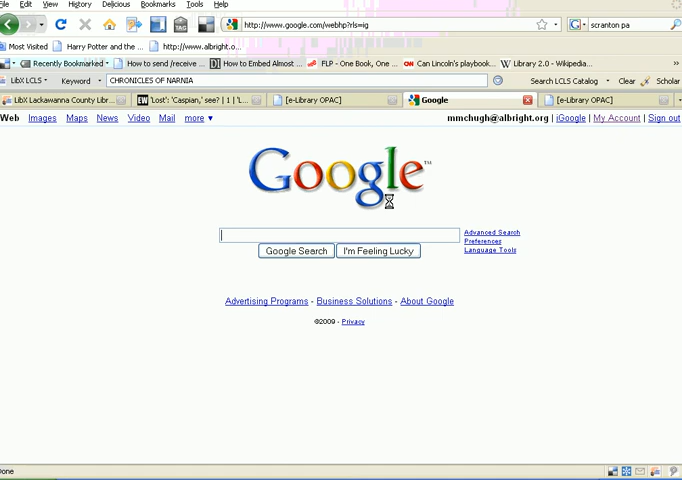 Edit View History Delicious Bookmarks Tools Help
TAG http://www.google.com/webhp?rls=ig scranton pa
Most Visited Harry Potter and the ... http://www.albright.o...
Recently Bookmarked How to send /receive ... How to Embed Almost ... FLP - One Book, One ... CNN Can Lincoln's playbook... Library 2.0 - Wikipedia...
LibX LCLS Keyword CHRONICLES OF NARNIA Search LCLS Catalog Clear Scholar
LibX Lackawanna County Libr... EW 'Lost': 'Caspian,' see? | 1 | 'L... [e-Library OPAC] Google [e-Library OPAC]
Web Images Maps News Video Mail more ▼ mmchugh@albright.org | iGoogle | My Account | Sign out
Google™
Advanced Search
Preferences
Language Tools
Google Search I'm Feeling Lucky
Advertising Programs - Business Solutions - About Google
©2009 - Privacy